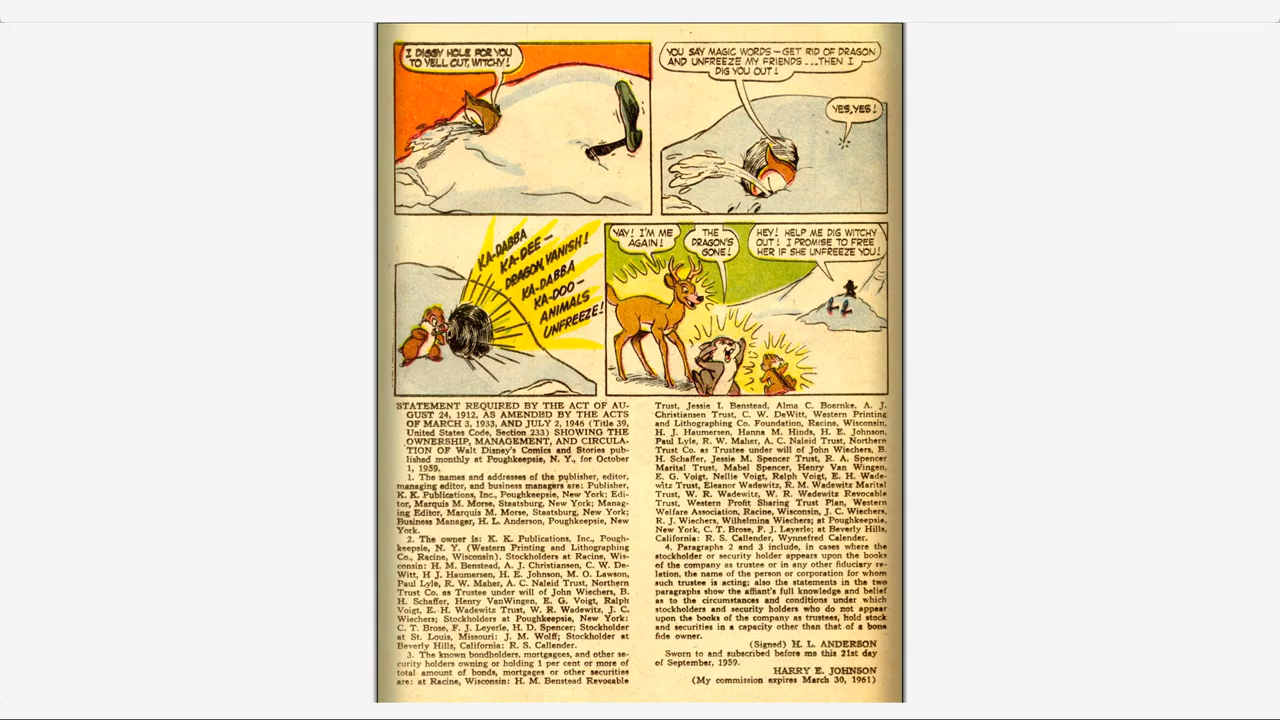 I DIGGY HOLE FOR YOU
TO YELL OUT, WITCHY!
YOU SAY MAGIC WORDS — GET RID OF DRAGON
AND UNFREEZE MY FRIENDS ... THEN I
DIG YOU OUT!
YES, YES!
KA-DABBA
KA-DEE —
DRAGON, VANISH!
KA-DABBA
KA-DOO —
ANIMALS
UNFREEZE!
YAY! I'M ME
AGAIN!
THE
DRAGON'S
GONE!
HEY! HELP ME DIG WITCHY
OUT! I PROMISE TO FREE
HER IF SHE UNFREEZE YOU!
STATEMENT REQUIRED BY THE ACT OF AU-
GUST 24, 1912, AS AMENDED BY THE ACTS
OF MARCH 3, 1933, AND JULY 2, 1946 (Title 39,
United States Code, Section 233) SHOWING THE
OWNERSHIP, MANAGEMENT, AND CIRCULA-
TION OF Walt Disney's Comics and Stories pub-
lished monthly at Poughkeepsie, N. Y., for October
1, 1959.
1. The names and addresses of the publisher, editor,
managing editor, and business managers are: Publisher,
K. K. Publications, Inc., Poughkeepsie, New York; Edi-
tor, Marquis M. Morse, Staatsburg, New York; Manag-
ing Editor, Marquis M. Morse, Staatsburg, New York;
Business Manager, H. L. Anderson, Poughkeepsie, New
York.
2. The owner is: K. K. Publications, Inc., Pough-
keepsie, N. Y. (Western Printing and Lithographing
Co., Racine, Wisconsin). Stockholders at Racine, Wis-
consin: H. M. Benstead, A. J. Christiansen, C. W. De-
Witt, H J. Haumersen, H. E. Johnson, M. O. Lawson,
Paul Lyle, R. W. Maher, A. C. Naleid Trust, Northern
Trust Co. as Trustee under will of John Wiechers, B.
H. Schaffer, Henry VanWingen, E. G. Voigt, Ralph
Voigt, E. H. Wadewitz Trust, W. R. Wadewitz, J. C.
Wiechers; Stockholders at Poughkeepsie, New York:
C. T. Brose, F. J. Leyerle, H. D. Spencer; Stockholder
at St. Louis, Missouri: J. M. Wolff; Stockholder at
Beverly Hills, California: R. S. Callender.
3. The known bondholders, mortgagees, and other se-
curity holders owning or holding 1 per cent or more of
total amount of bonds, mortgages or other securities
are: at Racine, Wisconsin: H. M. Benstead Revocable
Trust, Jessie I. Benstead, Alma C. Boernke, A. J.
Christiansen Trust, C. W. DeWitt, Western Printing
and Lithographing Co. Foundation, Racine, Wisconsin,
H. J. Haumersen, Hanna M. Hinds, H. E. Johnson,
Paul Lyle, R. W. Maher, A. C. Naleid Trust, Northern
Trust Co. as Trustee under will of John Wiechers, B.
H. Schaffer, Jessie M. Spencer Trust, R. A. Spencer
Marital Trust, Mabel Spencer, Henry Van Wingen,
E. G. Voigt, Nellie Voigt, Ralph Voigt, E. H. Wade-
witz Trust, Eleanor Wadewitz, R. M. Wadewitz Marital
Trust, W. R. Wadewitz, W. R. Wadewitz Revocable
Trust, Western Profit Sharing Trust Plan, Western
Welfare Association, Racine, Wisconsin, J. C. Wiechers,
R. J. Wiechers, Wilhelmina Wiechers; at Poughkeepsie,
New York, C. T. Brose, F. J. Leyerle; at Beverly Hills,
California: R. S. Callender, Wynnefred Calender.
4. Paragraphs 2 and 3 include, in cases where the
stockholder or security holder appears upon the books
of the company as trustee or in any other fiduciary re-
lation, the name of the person or corporation for whom
such trustee is acting; also the statements in the two
paragraphs show the affiant's full knowledge and belief
as to the circumstances and conditions under which
stockholders and security holders who do not appear
upon the books of the company as trustees, hold stock
and securities in a capacity other than that of a bona
fide owner.
(Signed) H. L. ANDERSON
Sworn to and subscribed before me this 21st day
of September, 1959.
HARRY E. JOHNSON
(My commission expires March 30, 1961)